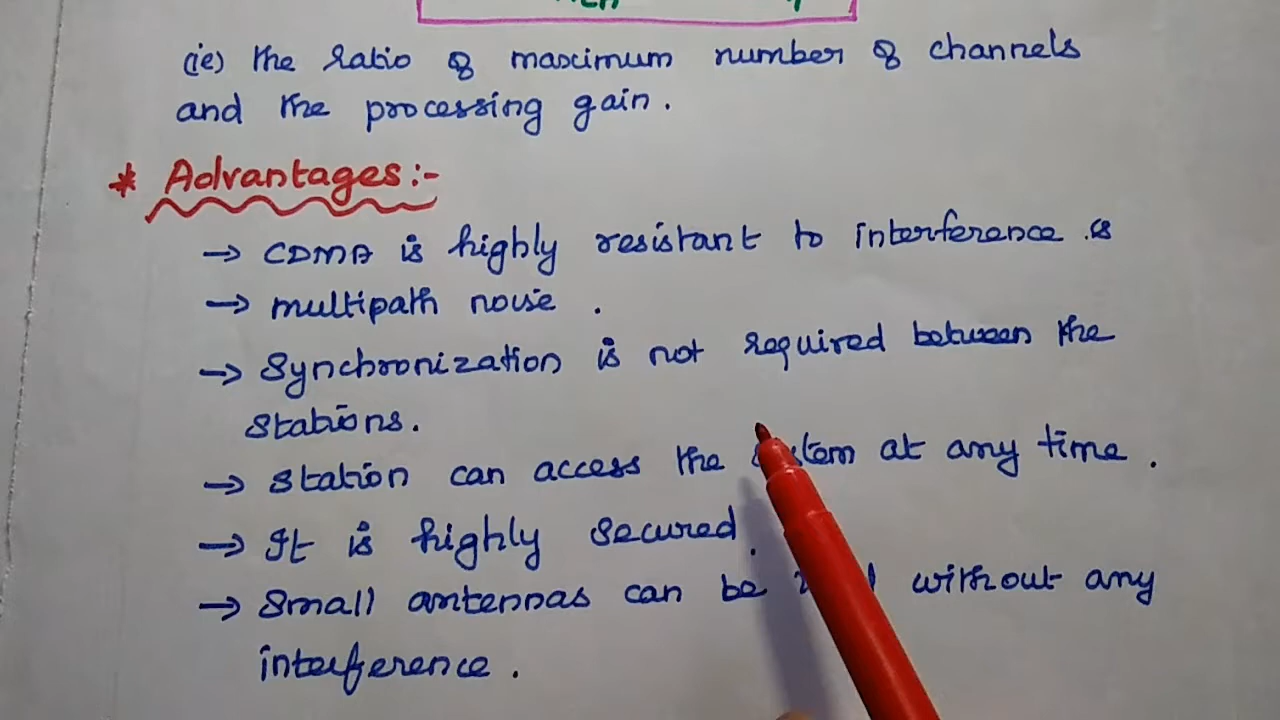 (ie) the ratio of maximum number of channels
and the processing gain.
* Advantages:-
→ CDMA is highly resistant to interference &
→ multipath noise .
→ Synchronization is not required between the
stations.
→ Station can access the system at any time .
→ It is highly secured.
→ Small antennas can be without any
interference .